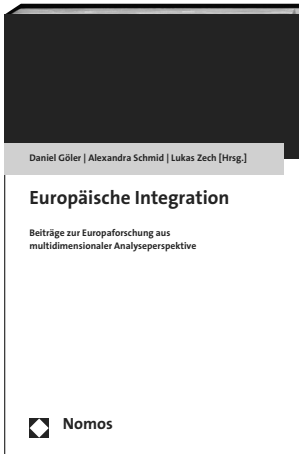 Daniel Göler | Alexandra Schmid | Lukas Zech [Hrsg.]
Europäische Integration
Beiträge zur Europaforschung aus
multidimensionaler Analyseperspektive
Nomos